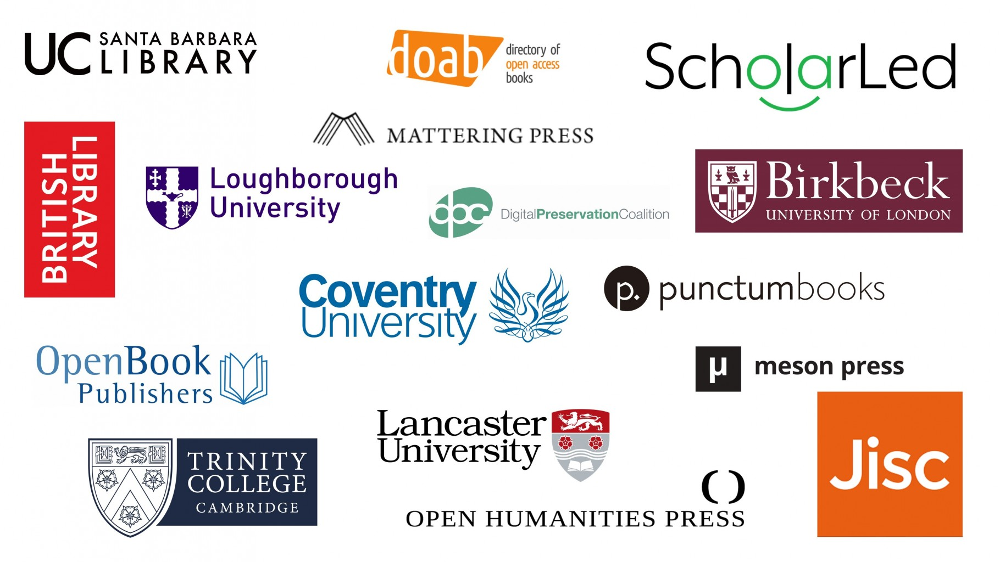 UC SANTA BARBARA
LIBRARY
doab
directory of
open access
books
ScholarLed
MATTERING PRESS
BRITISH
LIBRARY
Loughborough
University
dpc
DigitalPreservationCoalition
Birkbeck
UNIVERSITY OF LONDON
Coventry
University
p.
punctumbooks
OpenBook
Publishers
µ
meson press
Lancaster
University
Jisc
TRINITY
COLLEGE
CAMBRIDGE
()
OPEN HUMANITIES PRESS